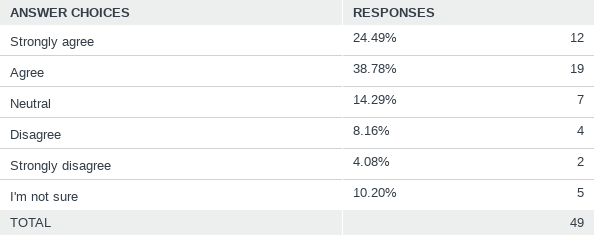 ANSWER CHOICES RESPONSES
Strongly agree 24.49% 12
Agree 38.78% 19
Neutral 14.29% 7
Disagree 8.16% 4
Strongly disagree 4.08% 2
I'm not sure 10.20% 5
TOTAL 49